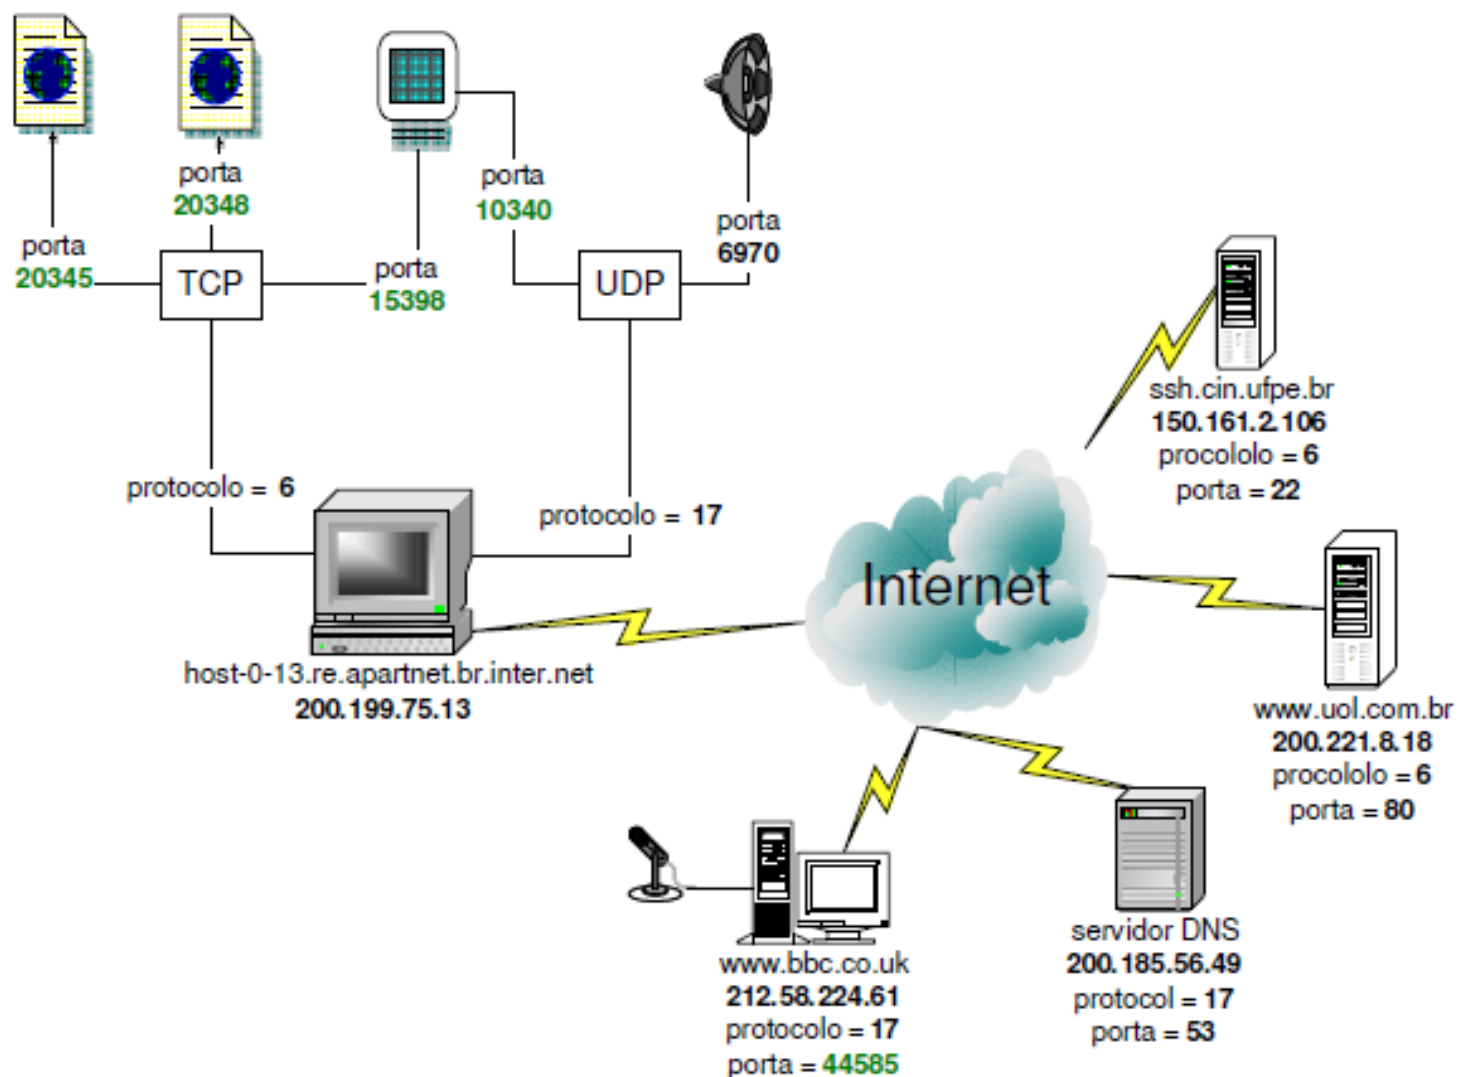 porta
20348
porta
10340
porta
6970
porta
20345
TCP
porta
15398
UDP
protocolo = 6
protocolo = 17
host-0-13.re.apartnet.br.inter.net
200.199.75.13
Internet
ssh.cin.ufpe.br
150.161.2.106
procololo = 6
porta = 22
www.uol.com.br
200.221.8.18
procololo = 6
porta = 80
www.bbc.co.uk
212.58.224.61
protocolo = 17
porta = 44585
servidor DNS
200.185.56.49
protocol = 17
porta = 53